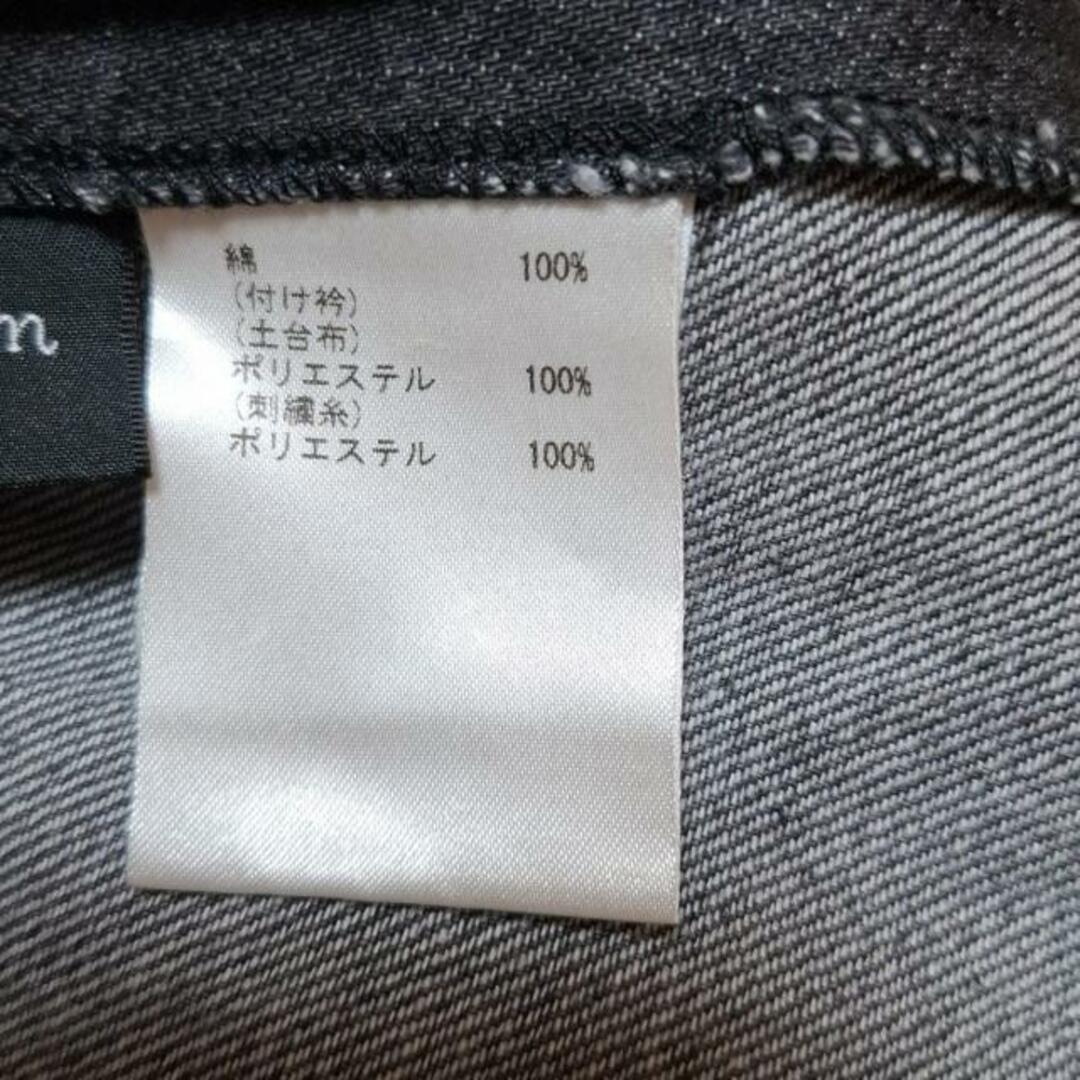 綿 100%
(付け衿)
(土台布)
ポリエステル 100%
(刺繍糸)
ポリエステル 100%
m